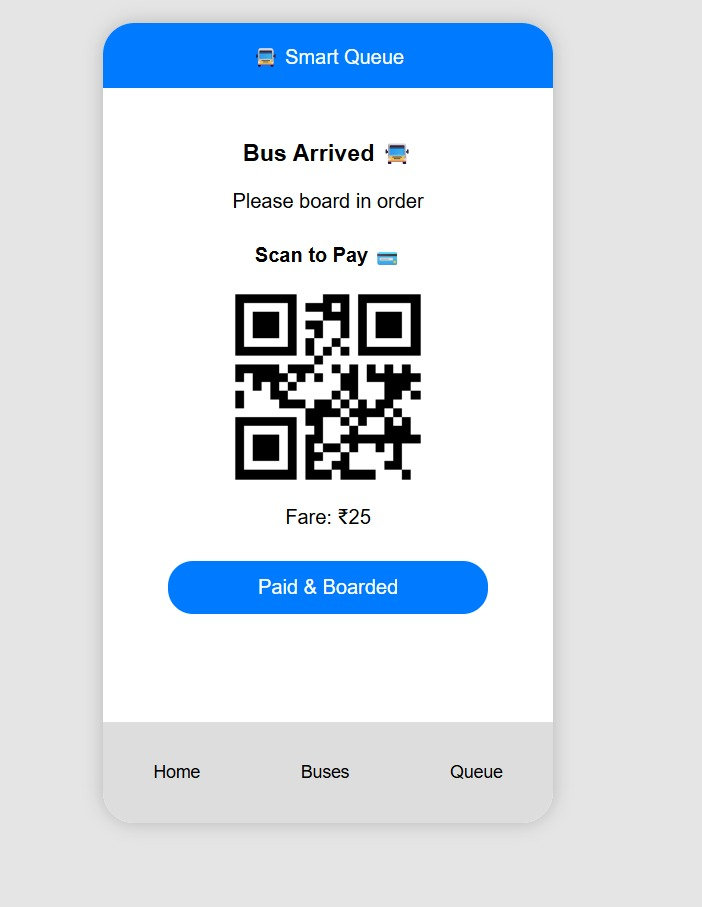 Smart Queue
Bus Arrived
Please board in order
Scan to Pay
Fare: ₹25
Paid & Boarded
Home Buses Queue